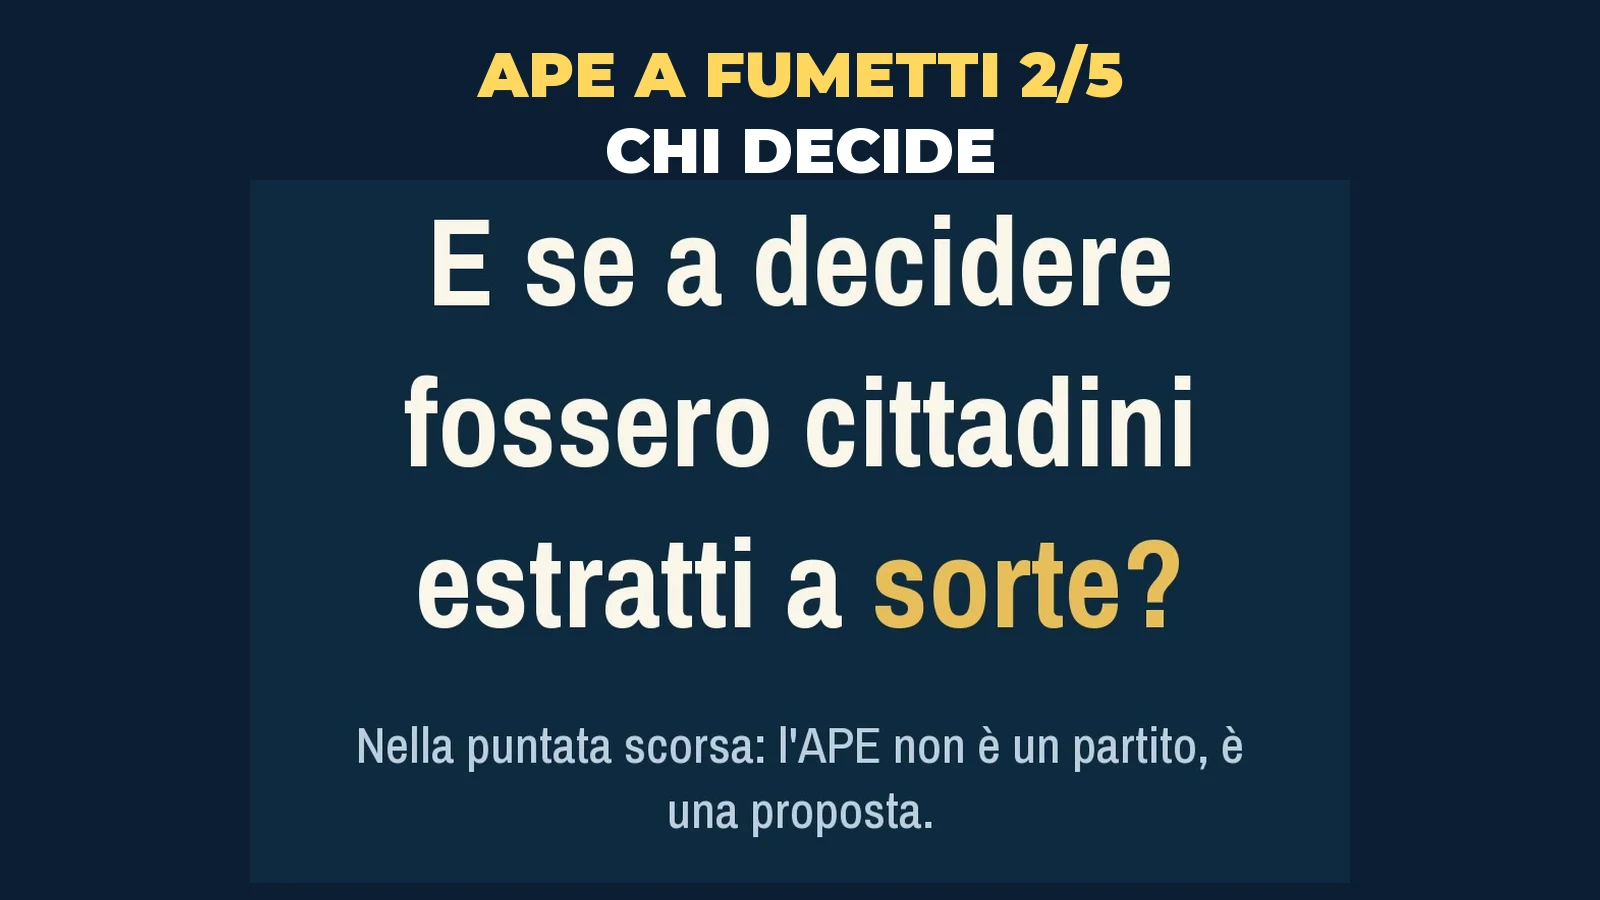 APE A FUMETTI 2/5
CHI DECIDE
E se a decidere
fossero cittadini
estratti a sorte?
Nella puntata scorsa: l'APE non è un partito, è
una proposta.